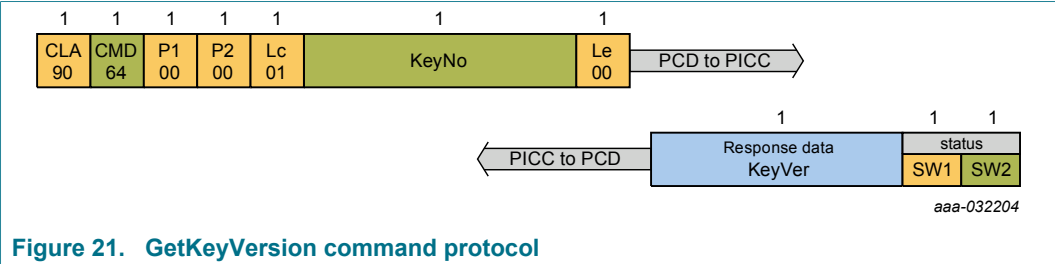 1 1 1 1 1 1 1
CLA CMD P1 P2 Lc KeyNo Le
90 64 00 00 01 00
PCD to PICC
1 1 1
PICC to PCD
Response data status
KeyVer SW1 SW2
aaa-032204
Figure 21. GetKeyVersion command protocol